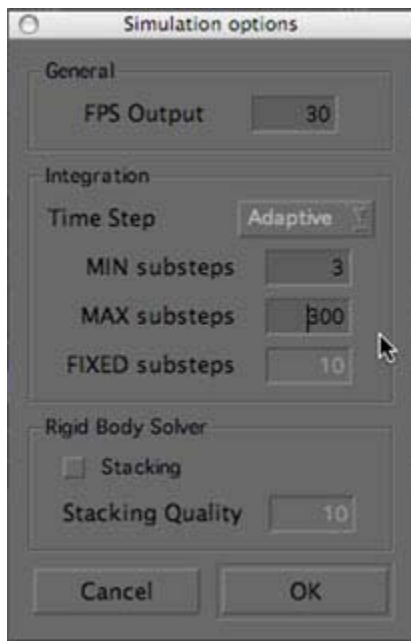 Simulation options
General
FPS Output 30
Integration
Time Step Adaptive
MIN substeps 3
MAX substeps 300
FIXED substeps 10
Rigid Body Solver
Stacking
Stacking Quality 10
Cancel OK